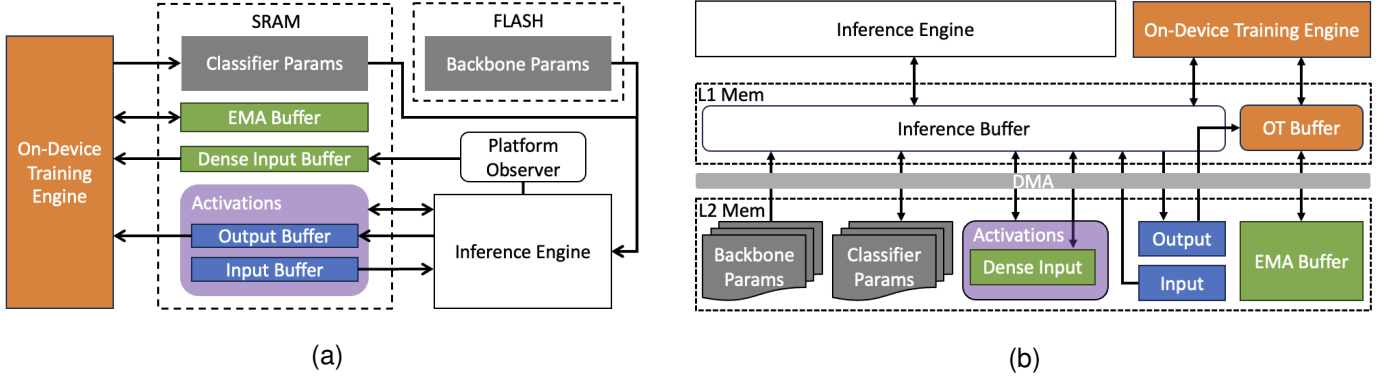 SRAM
FLASH
Classifier Params
Backbone Params
EMA Buffer
On-Device
Training
Engine
Dense Input Buffer
Platform
Observer
Activations
Output Buffer
Input Buffer
Inference Engine
(a)
Inference Engine
On-Device Training Engine
L1 Mem
Inference Buffer
OT Buffer
DMA
L2 Mem
Backbone
Params
Classifier
Params
Activations
Dense Input
Output
Input
EMA Buffer
(b)